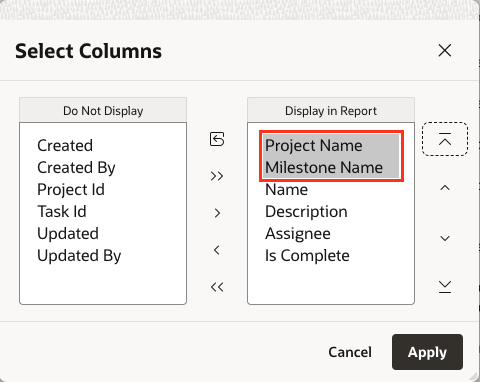 Select Columns
Do Not Display
Created
Created By
Project Id
Task Id
Updated
Updated By
Display in Report
Project Name
Milestone Name
Name
Description
Assignee
Is Complete
Cancel
Apply